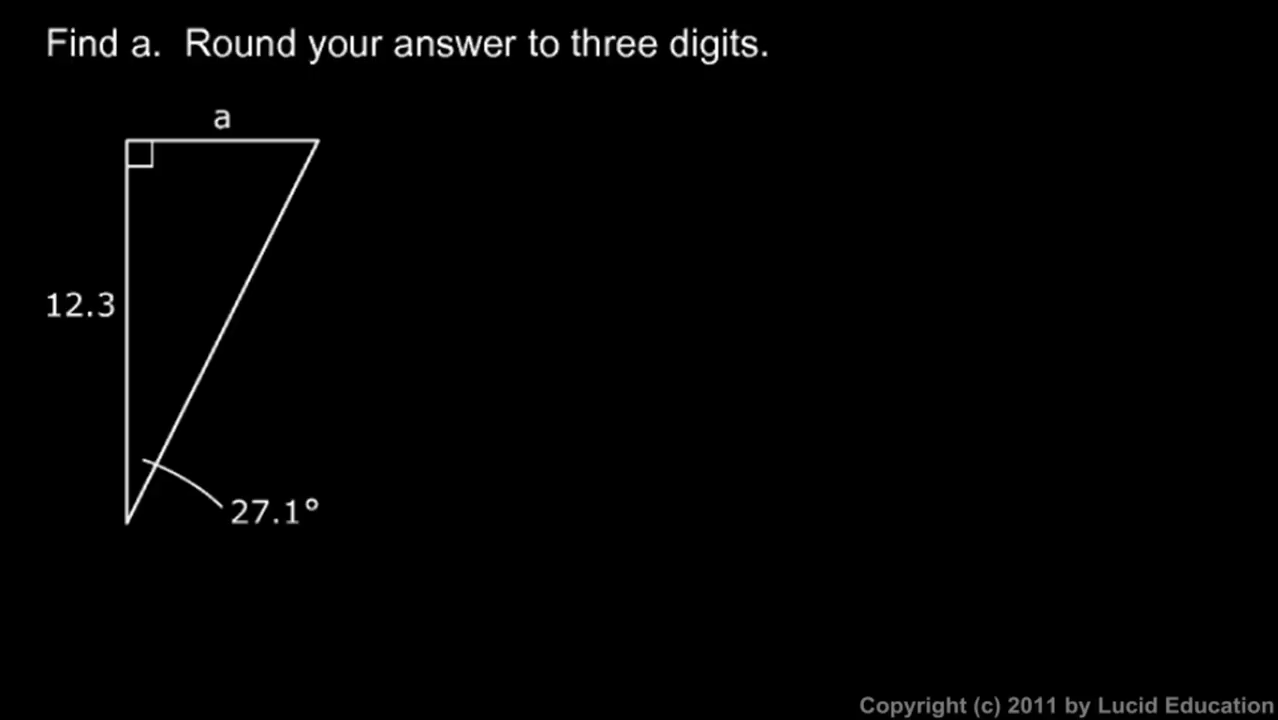 Find a. Round your answer to three digits.
a
12.3
27.1°
Copyright (c) 2011 by Lucid Education